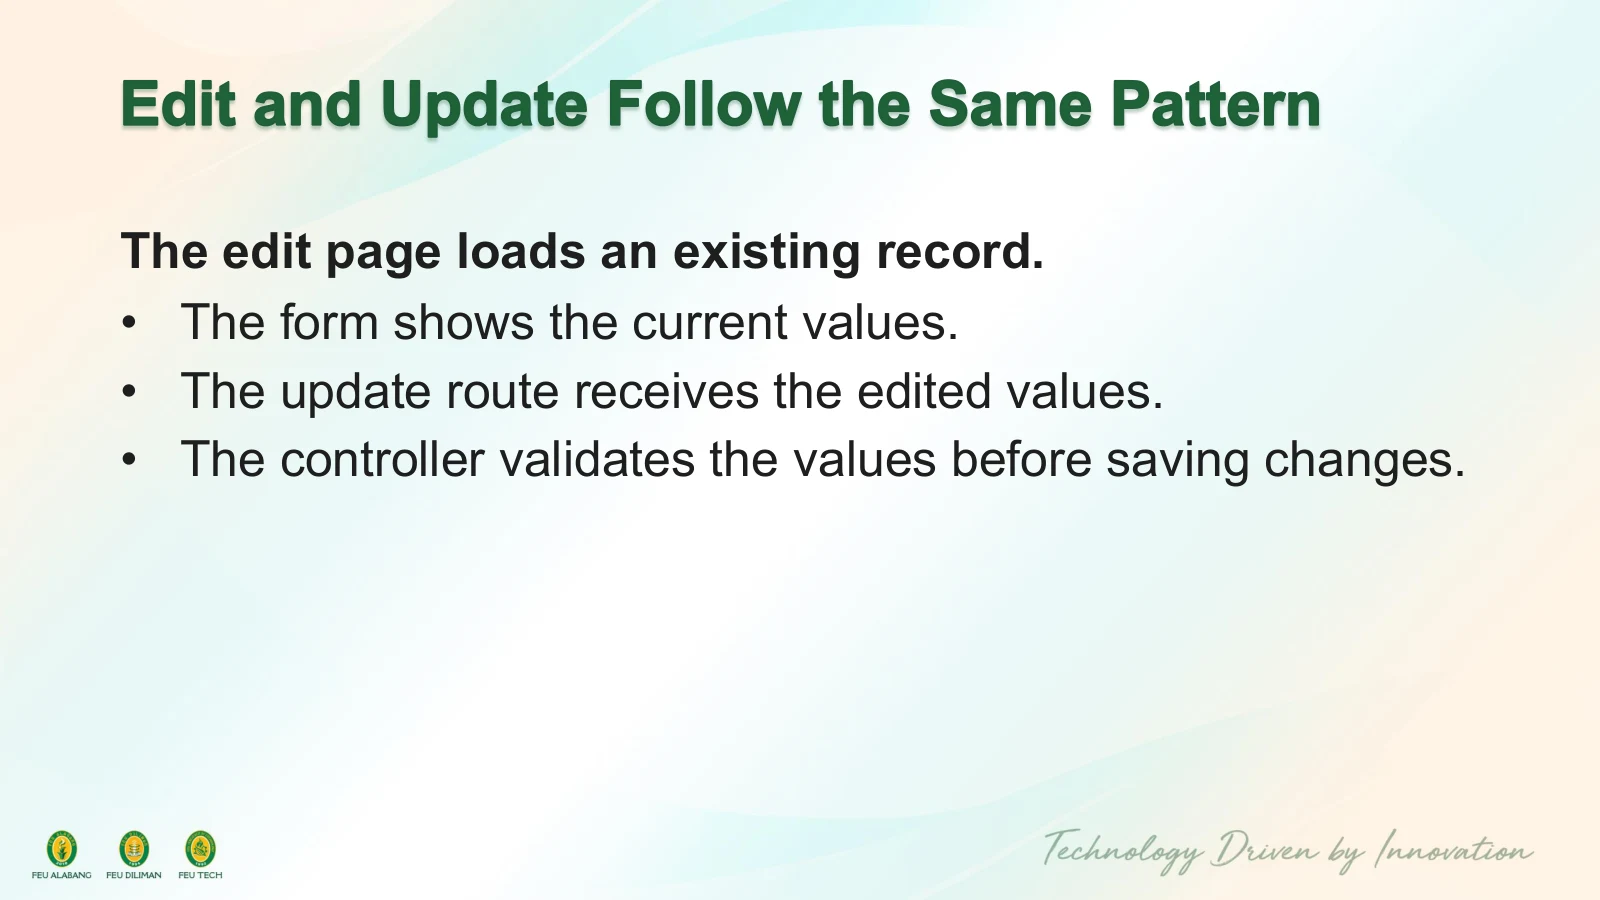 Edit and Update Follow the Same Pattern
The edit page loads an existing record.
• The form shows the current values.
• The update route receives the edited values.
• The controller validates the values before saving changes.
FEU ALABANG FEU DILIMAN FEU TECH
Technology Driven by Innovation